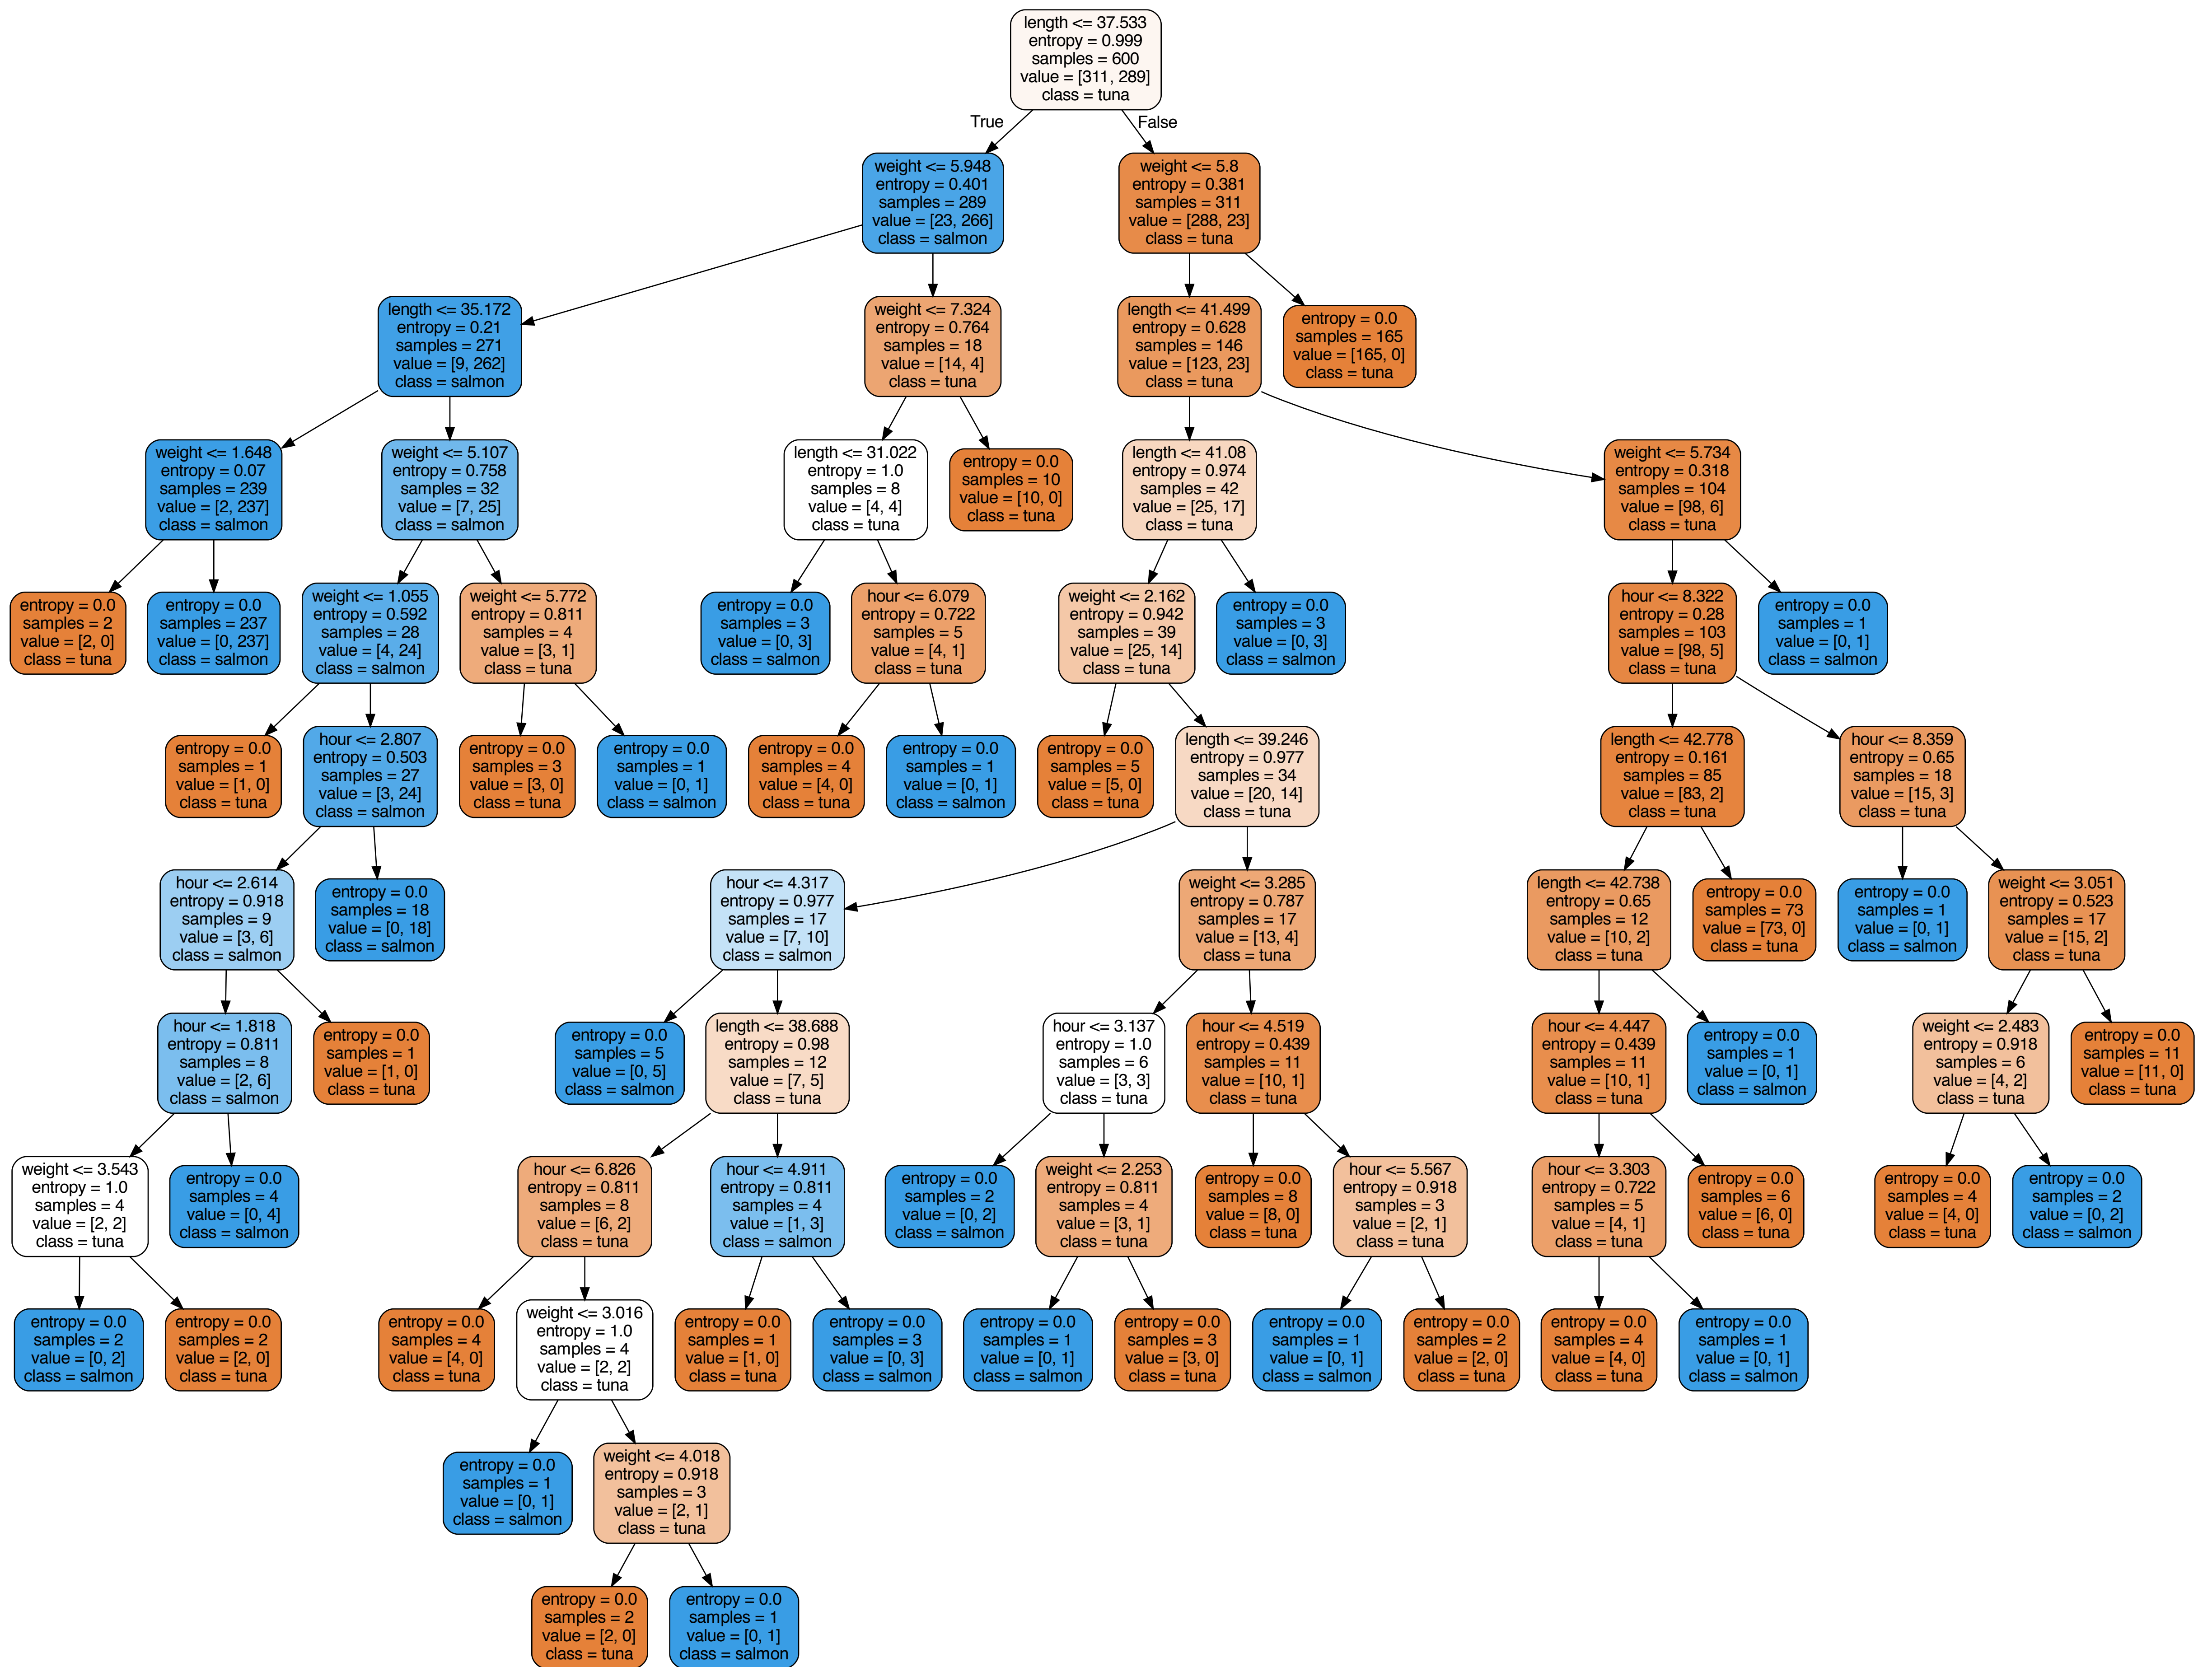 length <= 37.533
entropy = 0.999
samples = 600
value = [311, 289]
class = tuna
True
False
weight <= 5.948
entropy = 0.401
samples = 289
value = [23, 266]
class = salmon
weight <= 5.8
entropy = 0.381
samples = 311
value = [288, 23]
class = tuna
length <= 35.172
entropy = 0.21
samples = 271
value = [9, 262]
class = salmon
weight <= 7.324
entropy = 0.764
samples = 18
value = [14, 4]
class = tuna
length <= 41.499
entropy = 0.628
samples = 146
value = [123, 23]
class = tuna
entropy = 0.0
samples = 165
value = [165, 0]
class = tuna
weight <= 1.648
entropy = 0.07
samples = 239
value = [2, 237]
class = salmon
weight <= 5.107
entropy = 0.758
samples = 32
value = [7, 25]
class = salmon
length <= 31.022
entropy = 1.0
samples = 8
value = [4, 4]
class = tuna
entropy = 0.0
samples = 10
value = [10, 0]
class = tuna
length <= 41.08
entropy = 0.974
samples = 42
value = [25, 17]
class = tuna
weight <= 5.734
entropy = 0.318
samples = 104
value = [98, 6]
class = tuna
entropy = 0.0
samples = 2
value = [2, 0]
class = tuna
entropy = 0.0
samples = 237
value = [0, 237]
class = salmon
weight <= 1.055
entropy = 0.592
samples = 28
value = [4, 24]
class = salmon
weight <= 5.772
entropy = 0.811
samples = 4
value = [3, 1]
class = tuna
entropy = 0.0
samples = 3
value = [0, 3]
class = salmon
hour <= 6.079
entropy = 0.722
samples = 5
value = [4, 1]
class = tuna
weight <= 2.162
entropy = 0.942
samples = 39
value = [25, 14]
class = tuna
entropy = 0.0
samples = 3
value = [0, 3]
class = salmon
hour <= 8.322
entropy = 0.28
samples = 103
value = [98, 5]
class = tuna
entropy = 0.0
samples = 1
value = [0, 1]
class = salmon
entropy = 0.0
samples = 1
value = [1, 0]
class = tuna
hour <= 2.807
entropy = 0.503
samples = 27
value = [3, 24]
class = salmon
entropy = 0.0
samples = 3
value = [3, 0]
class = tuna
entropy = 0.0
samples = 1
value = [0, 1]
class = salmon
entropy = 0.0
samples = 4
value = [4, 0]
class = tuna
entropy = 0.0
samples = 1
value = [0, 1]
class = salmon
entropy = 0.0
samples = 5
value = [5, 0]
class = tuna
length <= 39.246
entropy = 0.977
samples = 34
value = [20, 14]
class = tuna
length <= 42.778
entropy = 0.161
samples = 85
value = [83, 2]
class = tuna
hour <= 8.359
entropy = 0.65
samples = 18
value = [15, 3]
class = tuna
hour <= 2.614
entropy = 0.918
samples = 9
value = [3, 6]
class = salmon
entropy = 0.0
samples = 18
value = [0, 18]
class = salmon
hour <= 4.317
entropy = 0.977
samples = 17
value = [7, 10]
class = salmon
weight <= 3.285
entropy = 0.787
samples = 17
value = [13, 4]
class = tuna
length <= 42.738
entropy = 0.65
samples = 12
value = [10, 2]
class = tuna
entropy = 0.0
samples = 73
value = [73, 0]
class = tuna
entropy = 0.0
samples = 1
value = [0, 1]
class = salmon
weight <= 3.051
entropy = 0.523
samples = 17
value = [15, 2]
class = tuna
hour <= 1.818
entropy = 0.811
samples = 8
value = [2, 6]
class = salmon
entropy = 0.0
samples = 1
value = [1, 0]
class = tuna
entropy = 0.0
samples = 5
value = [0, 5]
class = salmon
length <= 38.688
entropy = 0.98
samples = 12
value = [7, 5]
class = tuna
hour <= 3.137
entropy = 1.0
samples = 6
value = [3, 3]
class = tuna
hour <= 4.519
entropy = 0.439
samples = 11
value = [10, 1]
class = tuna
hour <= 4.447
entropy = 0.439
samples = 11
value = [10, 1]
class = tuna
entropy = 0.0
samples = 1
value = [0, 1]
class = salmon
weight <= 2.483
entropy = 0.918
samples = 6
value = [4, 2]
class = tuna
entropy = 0.0
samples = 11
value = [11, 0]
class = tuna
weight <= 3.543
entropy = 1.0
samples = 4
value = [2, 2]
class = tuna
entropy = 0.0
samples = 4
value = [0, 4]
class = salmon
hour <= 6.826
entropy = 0.811
samples = 8
value = [6, 2]
class = tuna
hour <= 4.911
entropy = 0.811
samples = 4
value = [1, 3]
class = salmon
entropy = 0.0
samples = 2
value = [0, 2]
class = salmon
weight <= 2.253
entropy = 0.811
samples = 4
value = [3, 1]
class = tuna
entropy = 0.0
samples = 8
value = [8, 0]
class = tuna
hour <= 5.567
entropy = 0.918
samples = 3
value = [2, 1]
class = tuna
hour <= 3.303
entropy = 0.722
samples = 5
value = [4, 1]
class = tuna
entropy = 0.0
samples = 6
value = [6, 0]
class = tuna
entropy = 0.0
samples = 4
value = [4, 0]
class = tuna
entropy = 0.0
samples = 2
value = [0, 2]
class = salmon
entropy = 0.0
samples = 2
value = [0, 2]
class = salmon
entropy = 0.0
samples = 2
value = [2, 0]
class = tuna
entropy = 0.0
samples = 4
value = [4, 0]
class = tuna
weight <= 3.016
entropy = 1.0
samples = 4
value = [2, 2]
class = tuna
entropy = 0.0
samples = 1
value = [1, 0]
class = tuna
entropy = 0.0
samples = 3
value = [0, 3]
class = salmon
entropy = 0.0
samples = 1
value = [0, 1]
class = salmon
entropy = 0.0
samples = 3
value = [3, 0]
class = tuna
entropy = 0.0
samples = 1
value = [0, 1]
class = salmon
entropy = 0.0
samples = 2
value = [2, 0]
class = tuna
entropy = 0.0
samples = 4
value = [4, 0]
class = tuna
entropy = 0.0
samples = 1
value = [0, 1]
class = salmon
entropy = 0.0
samples = 1
value = [0, 1]
class = salmon
weight <= 4.018
entropy = 0.918
samples = 3
value = [2, 1]
class = tuna
entropy = 0.0
samples = 2
value = [2, 0]
class = tuna
entropy = 0.0
samples = 1
value = [0, 1]
class = salmon